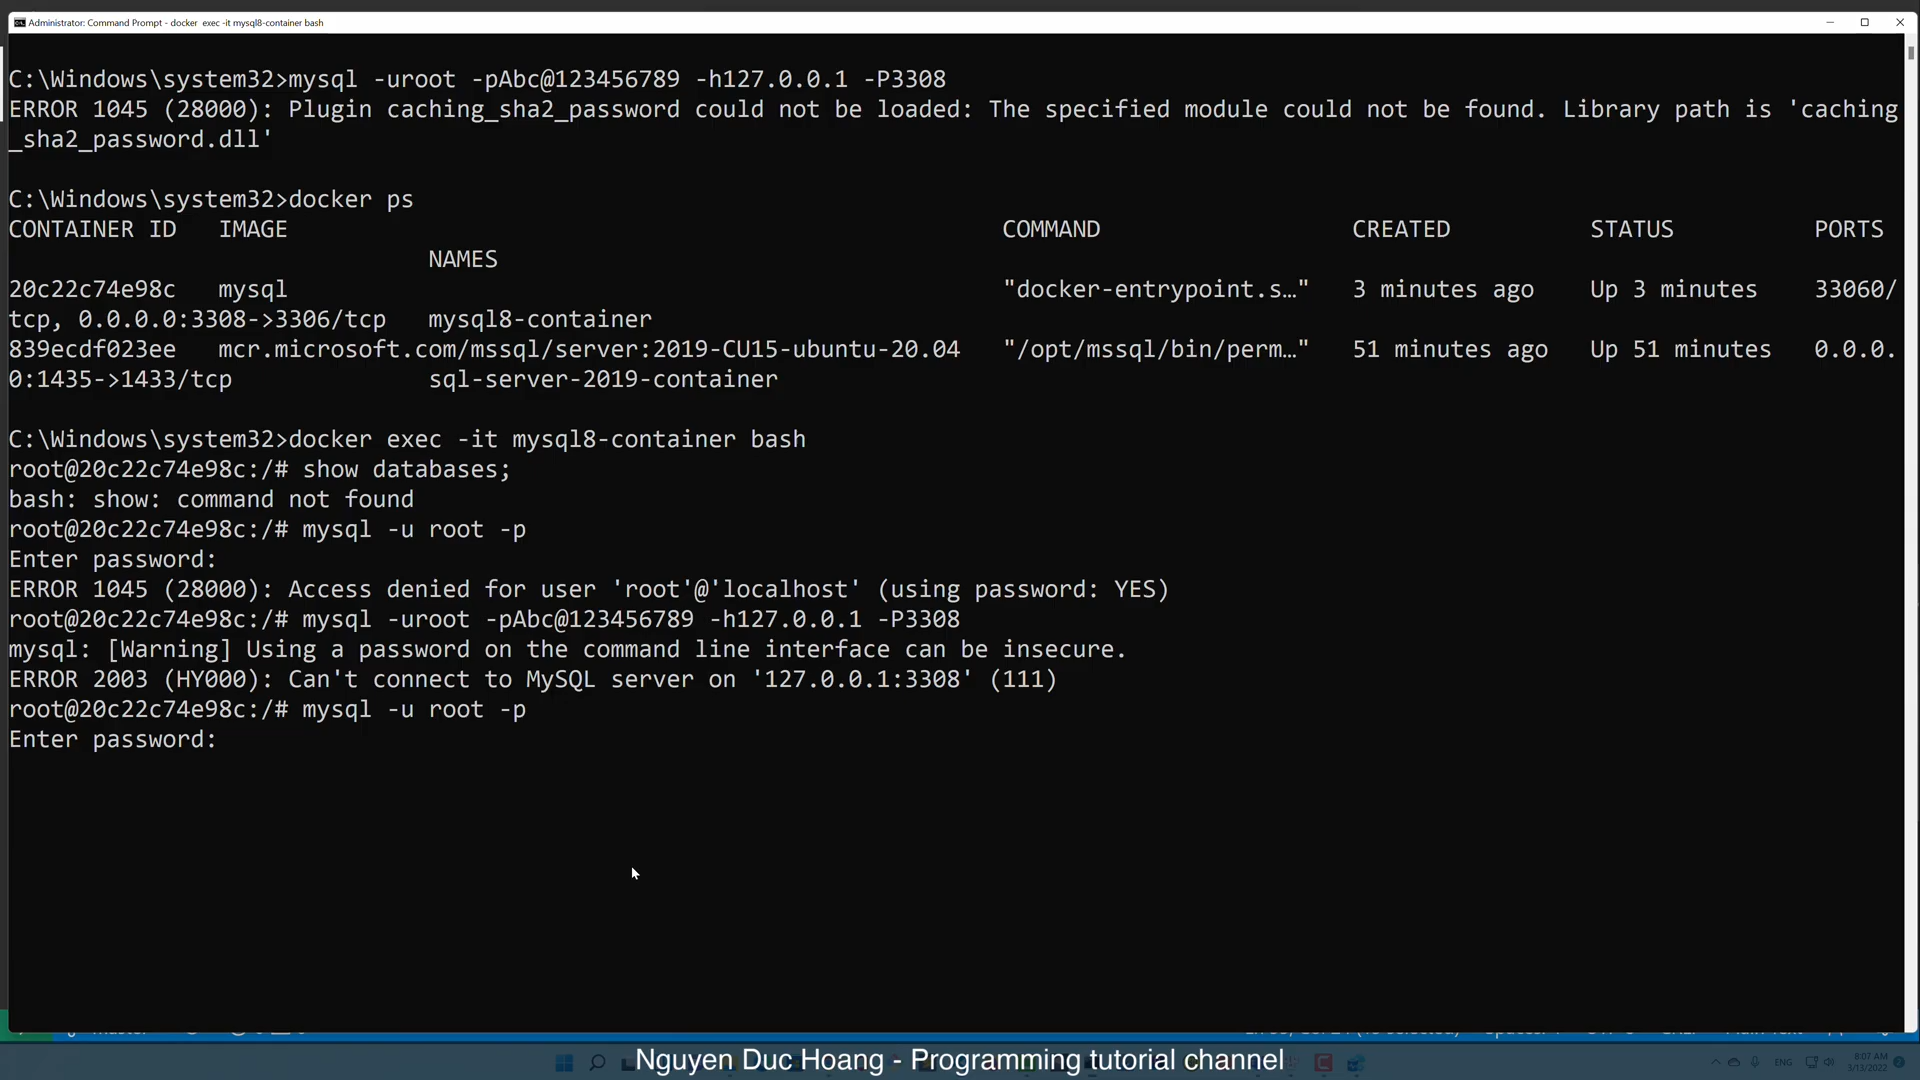 Administrator: Command Prompt - docker exec -it mysql8-container bash
C:\Windows\system32>mysql -uroot -pAbc@123456789 -h127.0.0.1 -P3308
ERROR 1045 (28000): Plugin caching_sha2_password could not be loaded: The specified module could not be found. Library path is 'caching
_sha2_password.dll'
C:\Windows\system32>docker ps
CONTAINER ID IMAGE COMMAND CREATED STATUS PORTS
NAMES
20c22c74e98c mysql "docker-entrypoint.s…" 3 minutes ago Up 3 minutes 33060/
tcp, 0.0.0.0:3308->3306/tcp mysql8-container
839ecdf023ee mcr.microsoft.com/mssql/server:2019-CU15-ubuntu-20.04 "/opt/mssql/bin/perm…" 51 minutes ago Up 51 minutes 0.0.0.
0:1435->1433/tcp sql-server-2019-container
C:\Windows\system32>docker exec -it mysql8-container bash
root@20c22c74e98c:/# show databases;
bash: show: command not found
root@20c22c74e98c:/# mysql -u root -p
Enter password:
ERROR 1045 (28000): Access denied for user 'root'@'localhost' (using password: YES)
root@20c22c74e98c:/# mysql -uroot -pAbc@123456789 -h127.0.0.1 -P3308
mysql: [Warning] Using a password on the command line interface can be insecure.
ERROR 2003 (HY000): Can't connect to MySQL server on '127.0.0.1:3308' (111)
root@20c22c74e98c:/# mysql -u root -p
Enter password:
Nguyen Duc Hoang - Programming tutorial channel
ENG
8:07 AM
3/13/2022